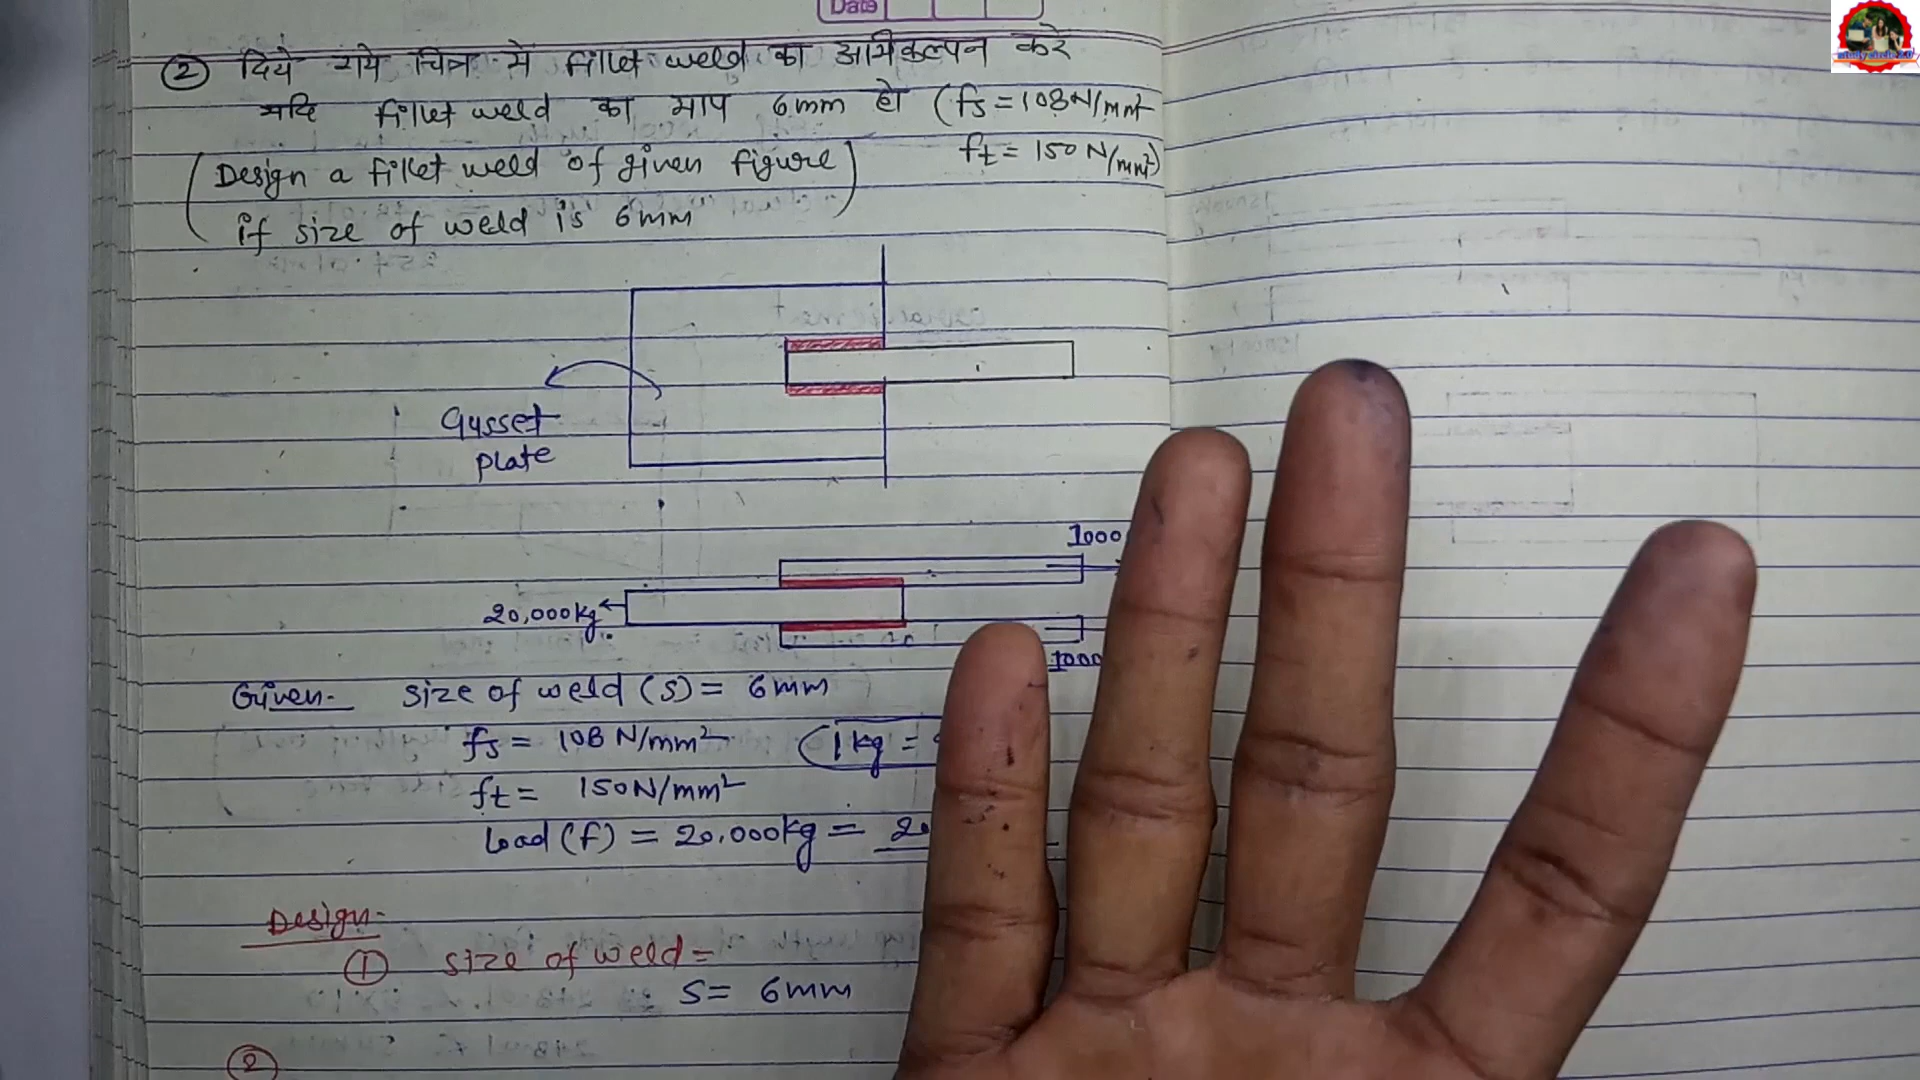 Date
② दिये गये चित्र मे fillet weld का अभिकल्पन करे
यदि fillet weld का माप 6mm हो (fs = 108 N/mm²
ft = 150 N/mm²)
(Design a fillet weld of given figure
if size of weld is 6mm)
Gusset
plate
1000
20,000kg
1000
Given- size of weld (s) = 6mm
fs = 108 N/mm² (1kg =
ft = 150N/mm²
Load (f) = 20,000kg = 20
Design-
① size of weld =
s = 6mm
②